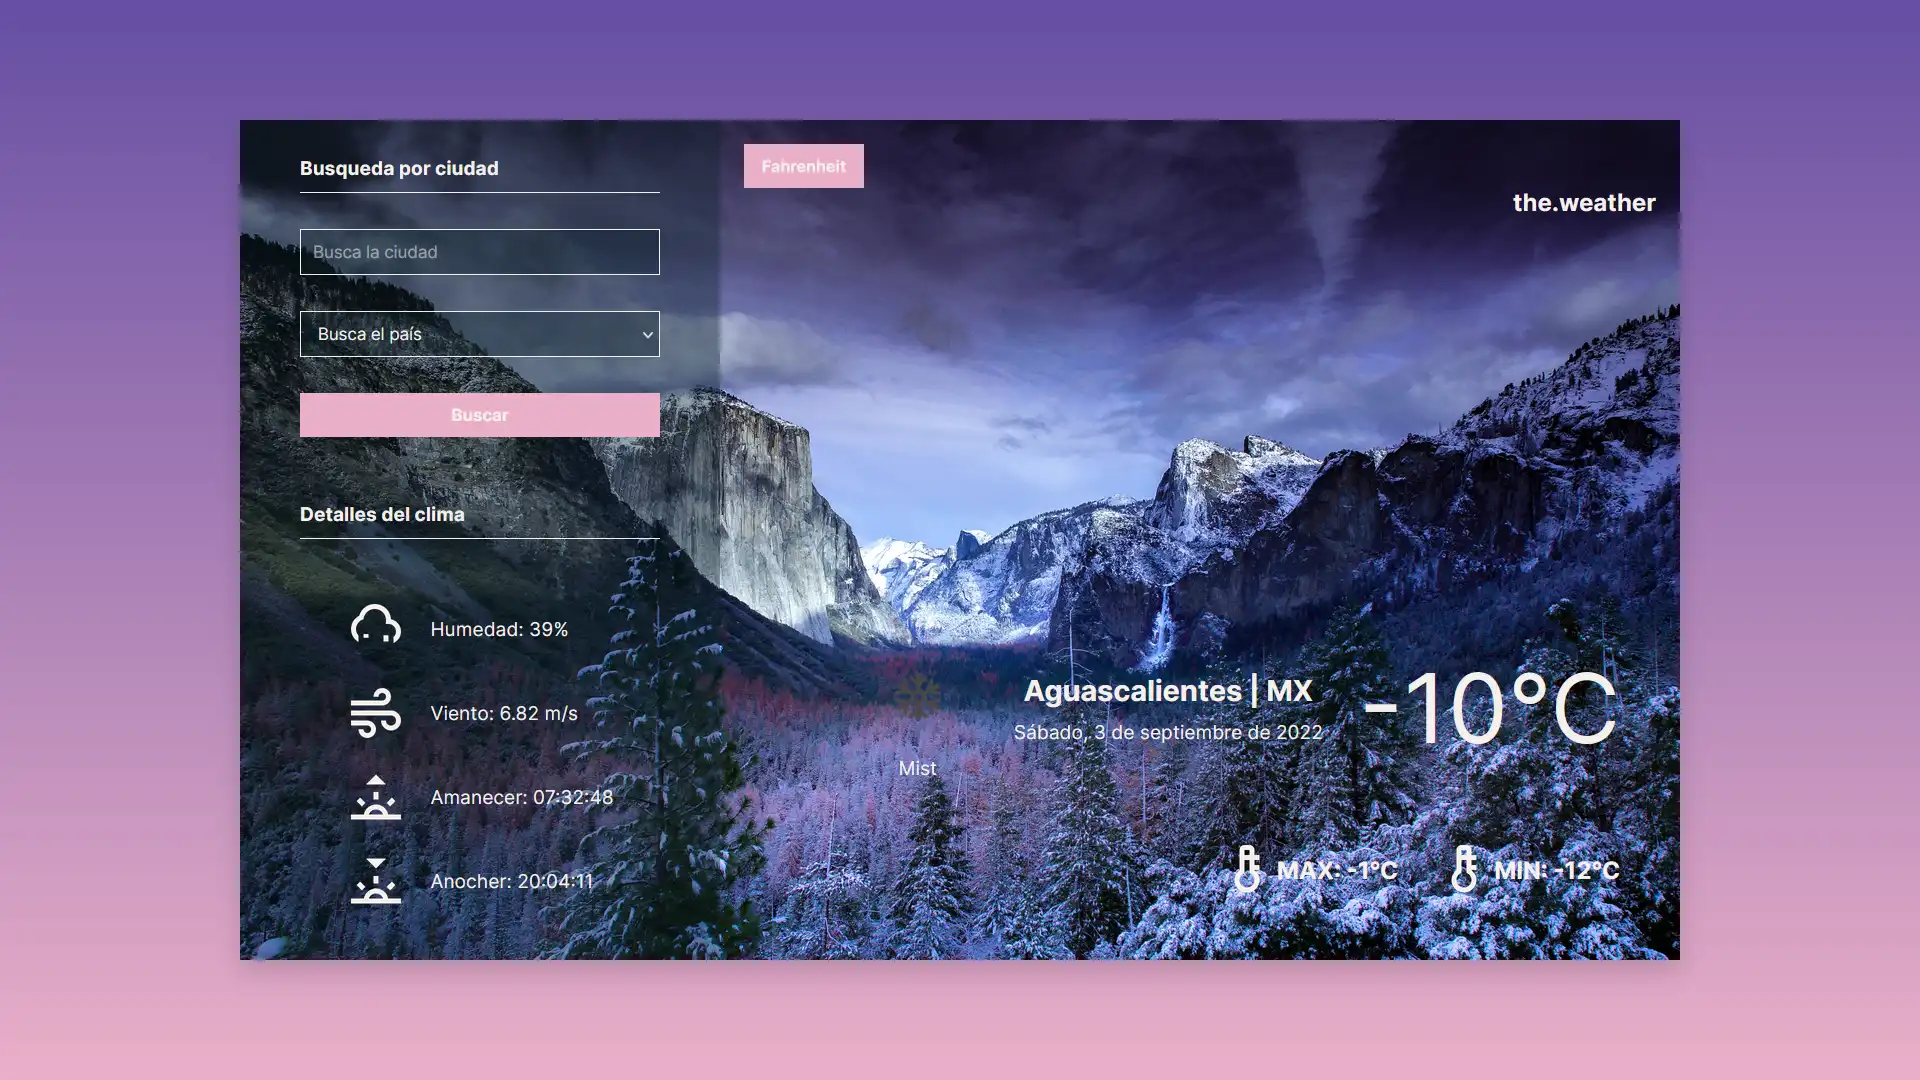 Busqueda por ciudad
Busca la ciudad
Busca el país
Buscar
Detalles del clima
Humedad: 39%
Viento: 6.82 m/s
Amanecer: 07:32:48
Anocher: 20:04:11
Fahrenheit
the.weather
Mist
Aguascalientes | MX
Sábado, 3 de septiembre de 2022
-10°C
MAX: -1°C
MIN: -12°C